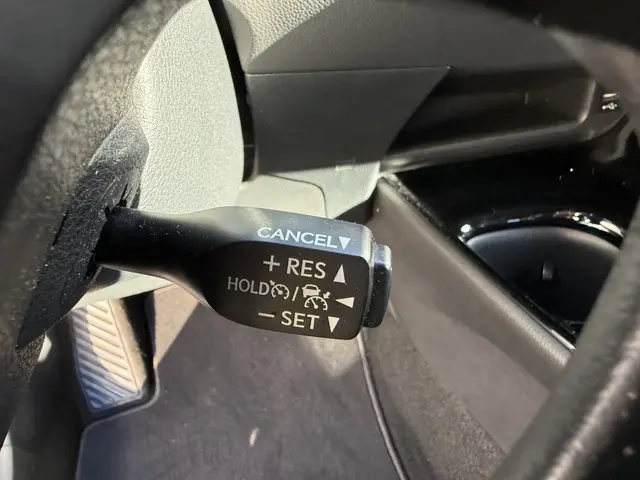 CANCEL▼
+ RES ▲
HOLD / ◄
− SET ▼